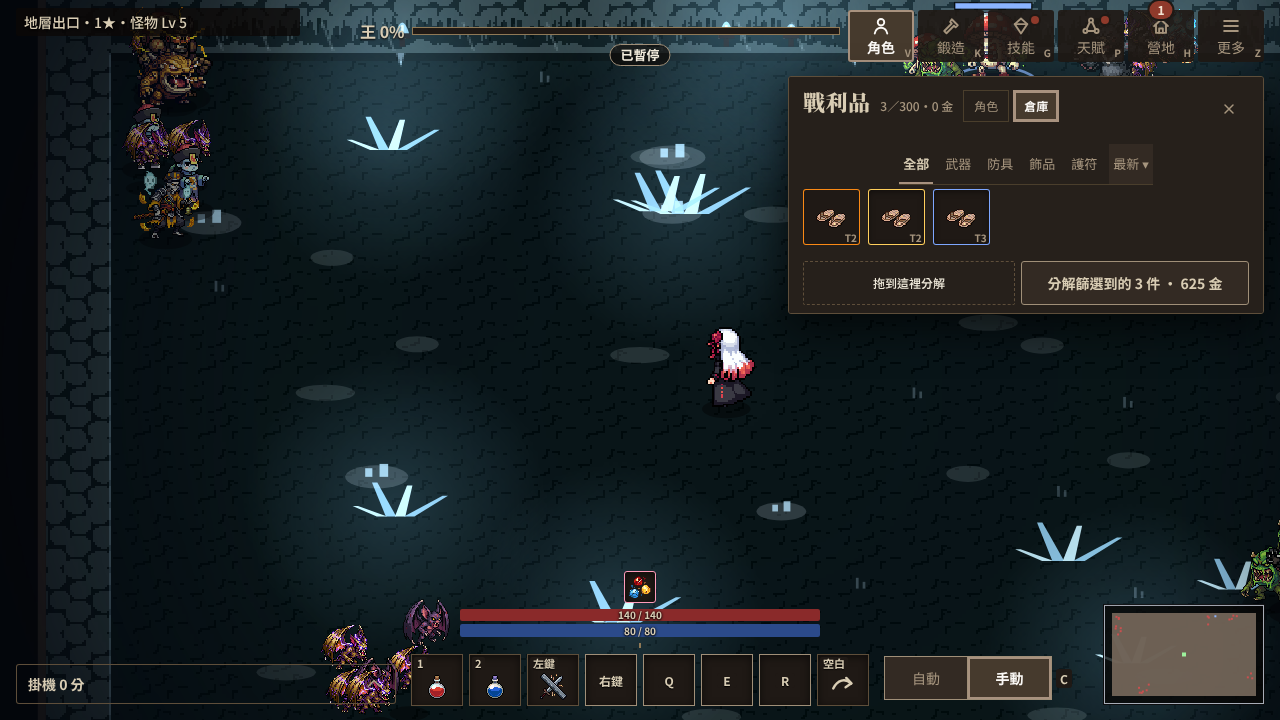 地層出口・1★・怪物 Lv 5
王 0%
已暫停
角色 V
鍛造 K
技能 G
天賦 P
1
營地 H
更多 Z
戰利品 3／300・0 金 角色 倉庫 ×
全部 武器 防具 飾品 護符 最新 ▾
T2 T2 T3
拖到這裡分解
分解篩選到的 3 件 ・ 625 金
140 / 140
80 / 80
掛機 0 分
1 2 左鍵 右鍵 Q E R 空白
自動 手動 C